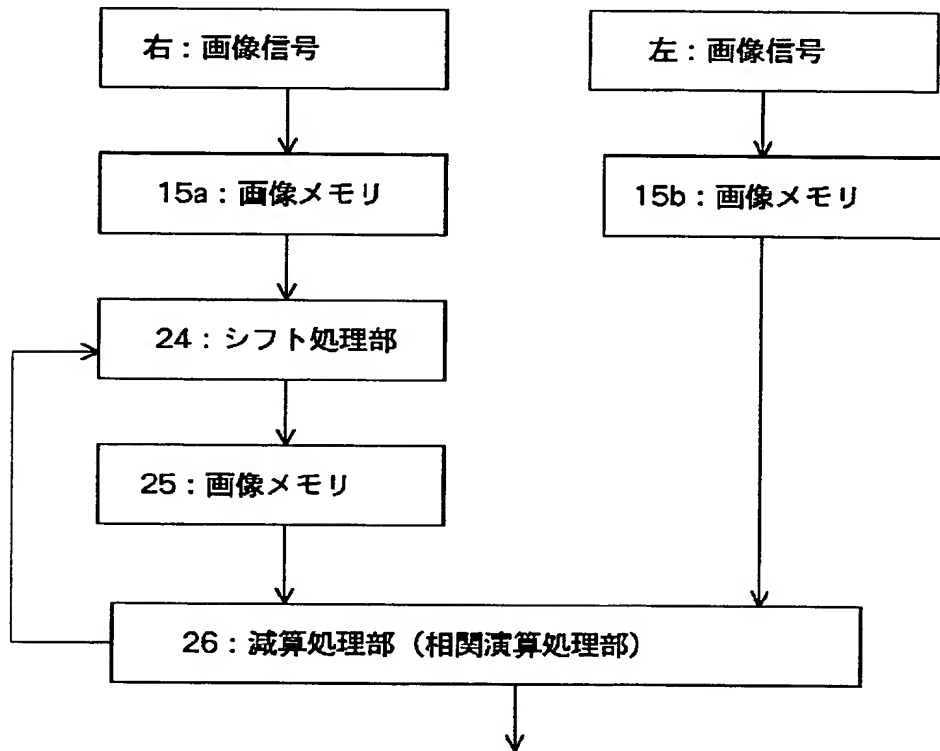 右：画像信号
左：画像信号
15a：画像メモリ
15b：画像メモリ
24：シフト処理部
25：画像メモリ
26：減算処理部（相関演算処理部）